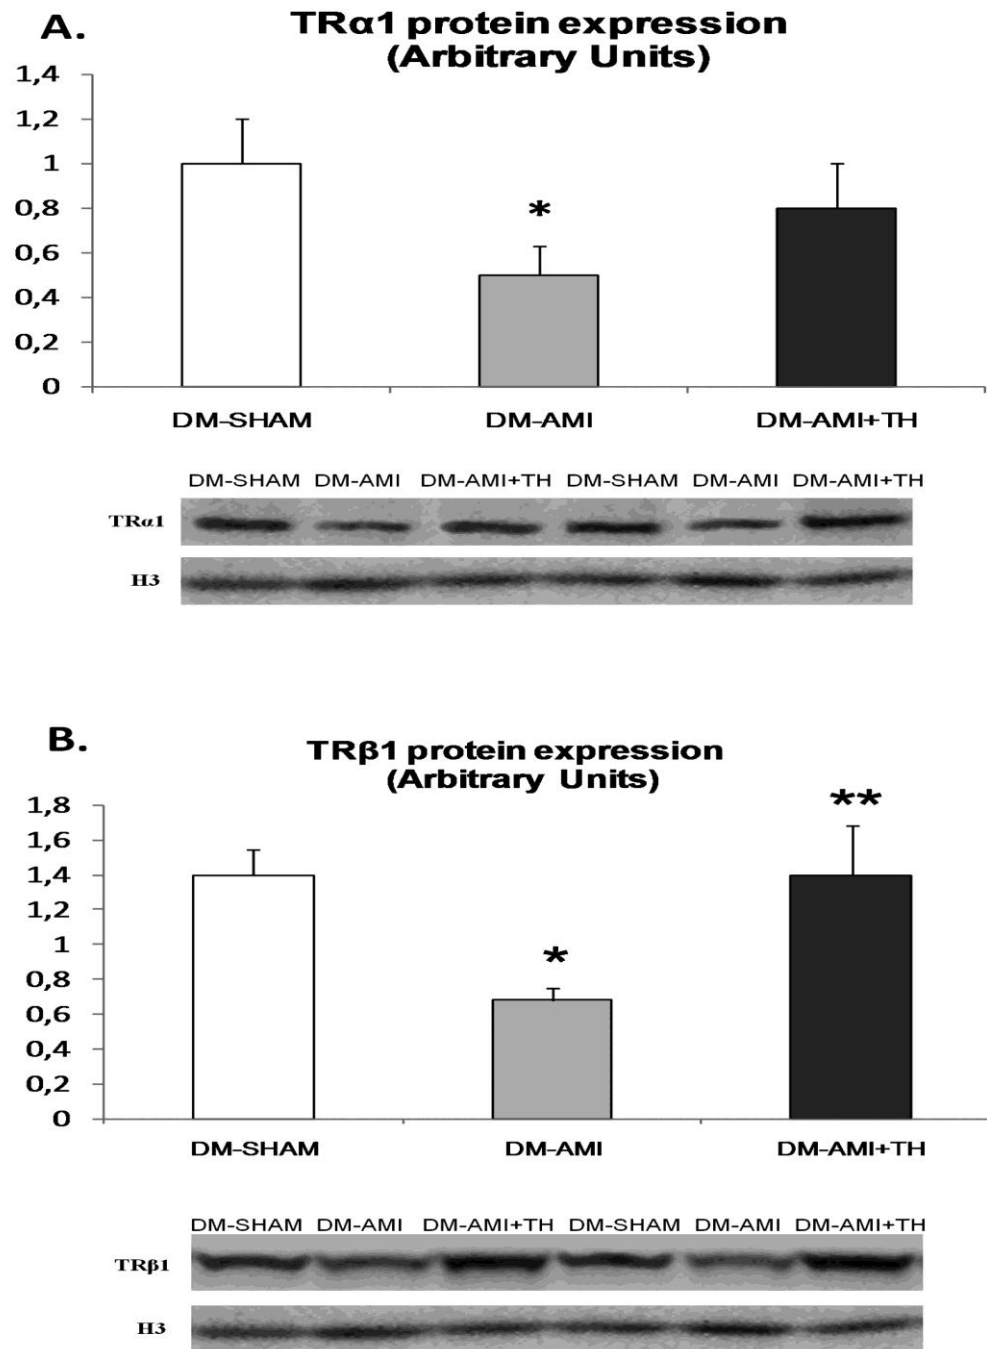 A.
TRα1 protein expression
(Arbitrary Units)
1,4
1,2
1
0,8
0,6
0,4
0,2
0
*
DM-SHAM DM-AMI DM-AMI+TH
DM-SHAM DM-AMI DM-AMI+TH DM-SHAM DM-AMI DM-AMI+TH
TRα1
H3
B.
TRβ1 protein expression
(Arbitrary Units)
1,8
1,6
1,4
1,2
1
0,8
0,6
0,4
0,2
0
*
**
DM-SHAM DM-AMI DM-AMI+TH
DM-SHAM DM-AMI DM-AMI+TH DM-SHAM DM-AMI DM-AMI+TH
TRβ1
H3